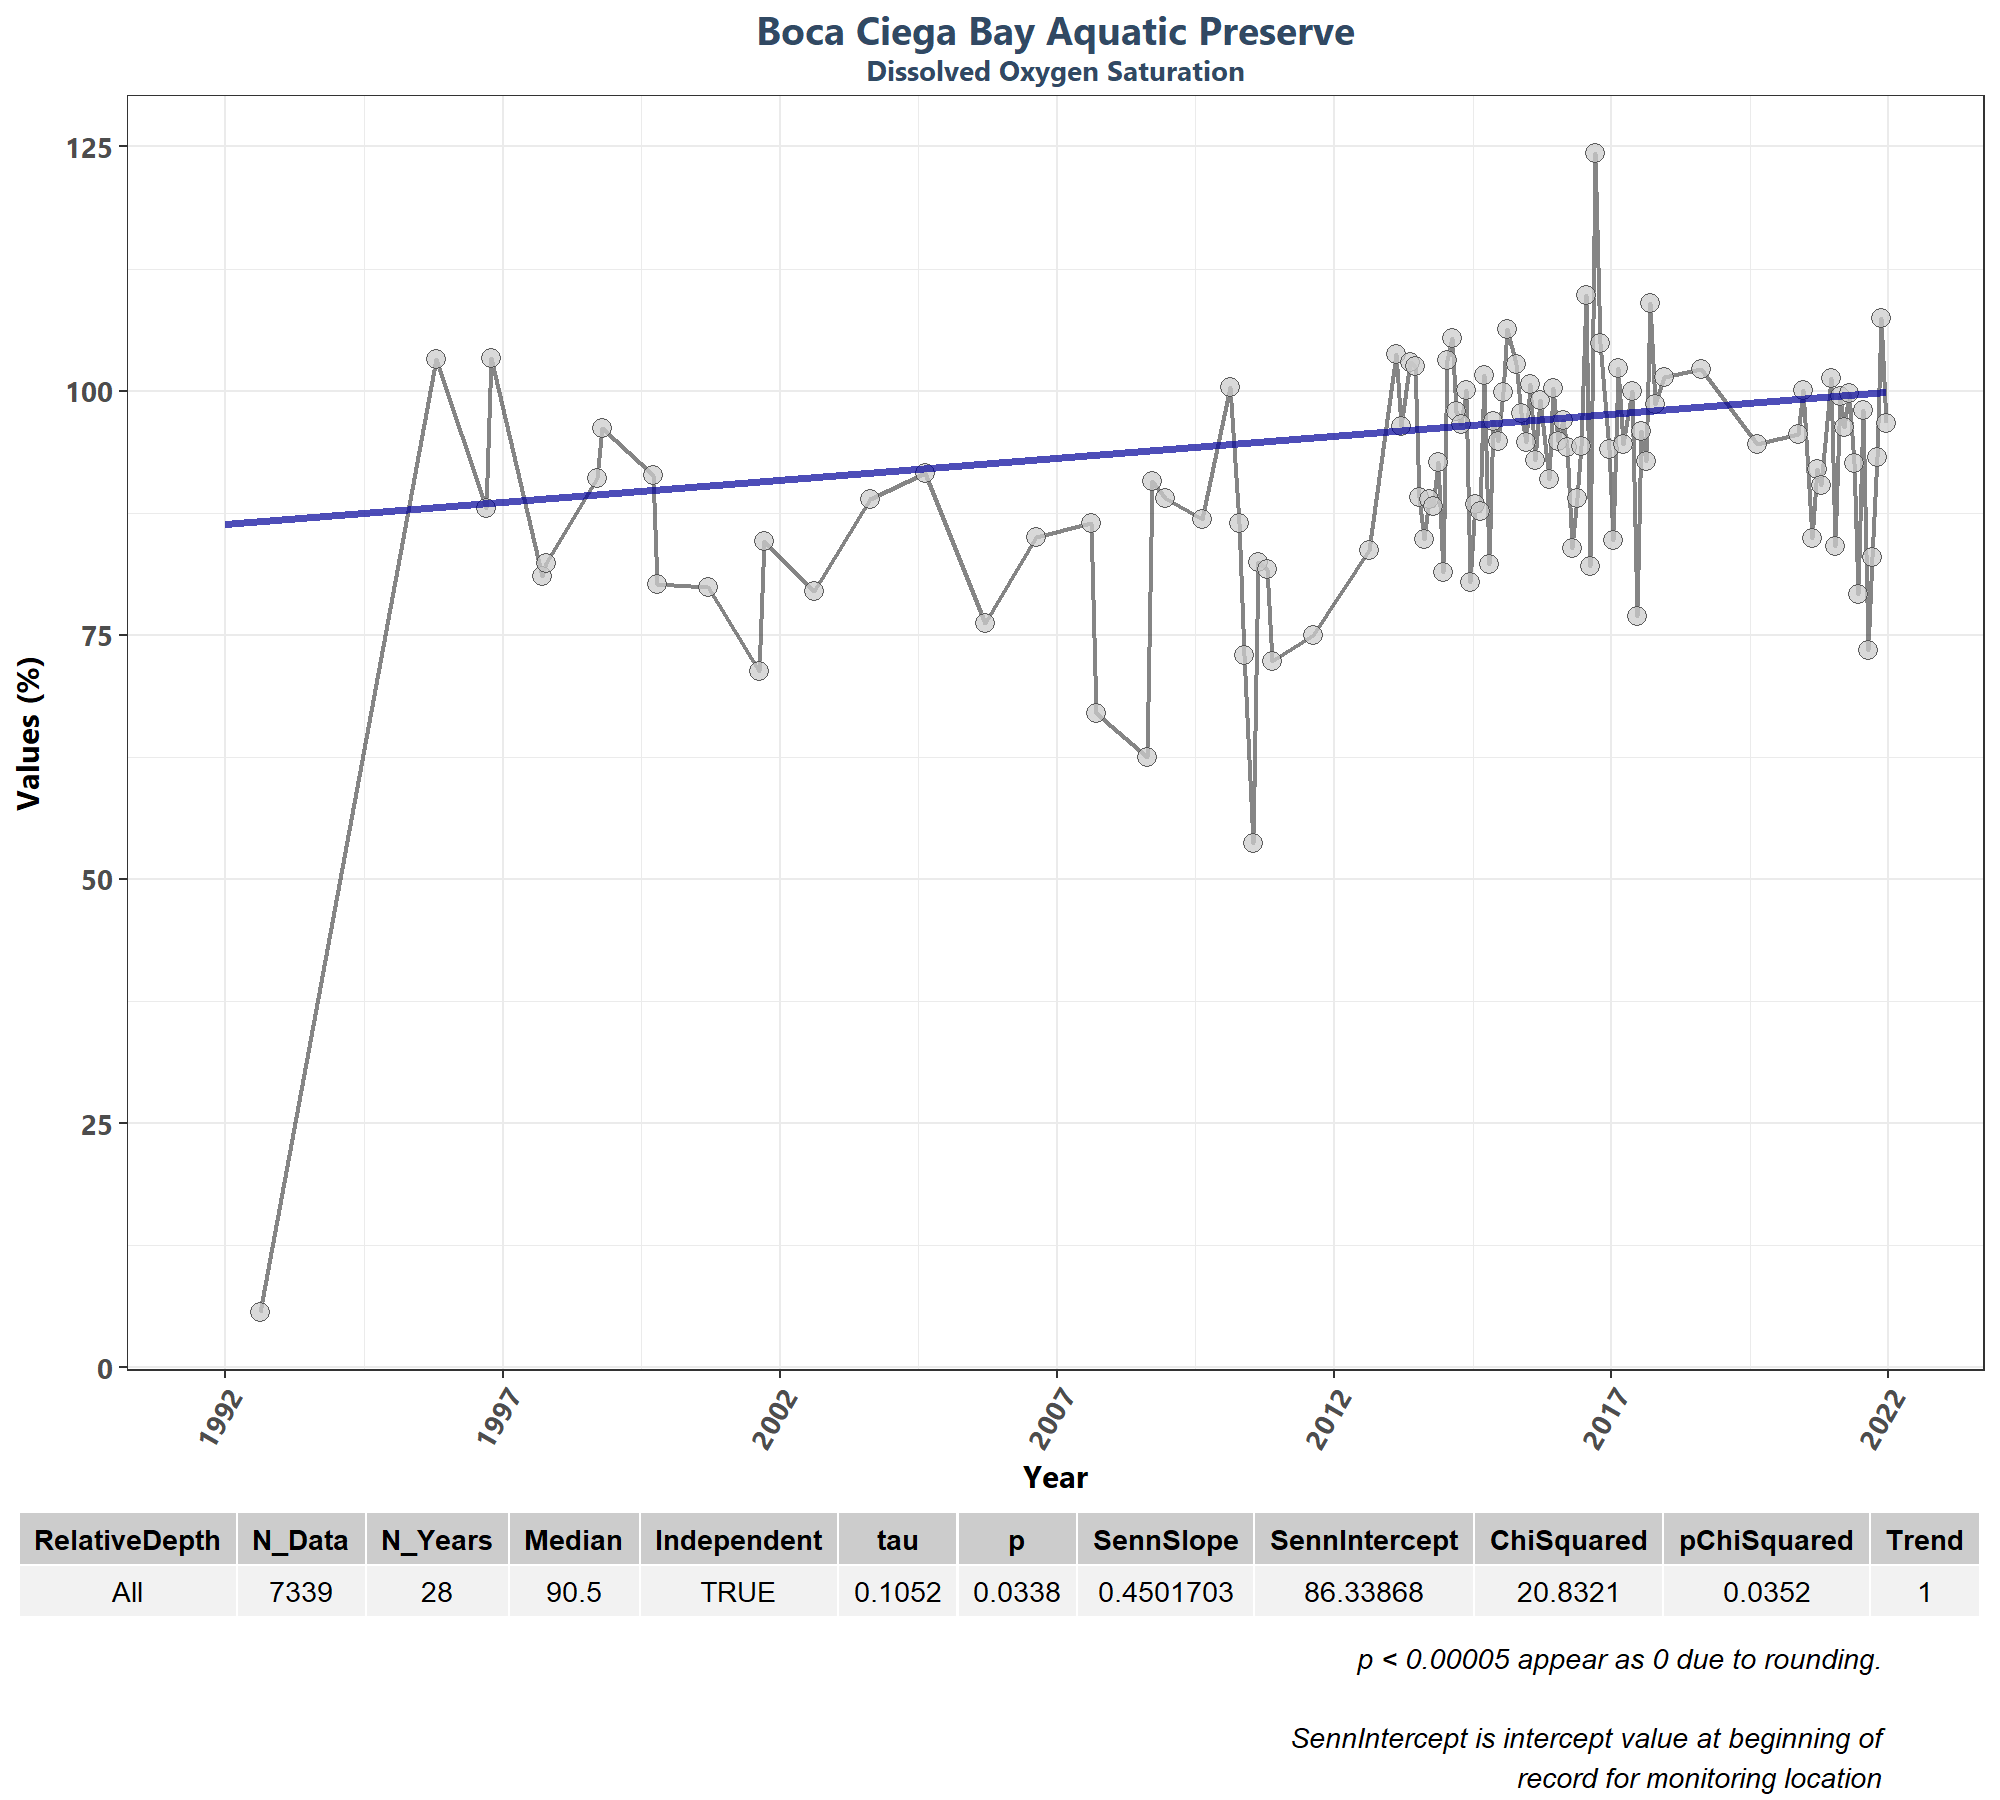 Boca Ciega Bay Aquatic Preserve
Dissolved Oxygen Saturation
125
100
75
50
25
0
Values (%)
1992 1997 2002 2007 2012 2017 2022
Year
RelativeDepth N_Data N_Years Median Independent tau p SennSlope SennIntercept ChiSquared pChiSquared Trend
All 7339 28 90.5 TRUE 0.1052 0.0338 0.4501703 86.33868 20.8321 0.0352 1
p < 0.00005 appear as 0 due to rounding.
SennIntercept is intercept value at beginning of
record for monitoring location